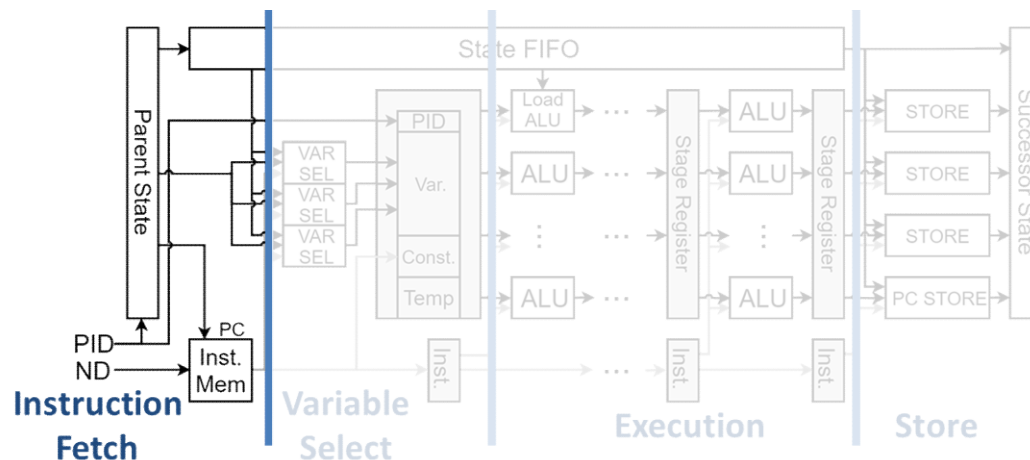 State FIFO
Parent State
PID
VAR
SEL
VAR
SEL
VAR
SEL
Var.
Const.
Temp
Load
ALU
...
ALU
...
ALU
...
Stage Register
ALU
ALU
ALU
Stage Register
STORE
STORE
STORE
PC STORE
Successor State
PID
ND
PC
Inst.
Mem
Inst.
...
Inst.
Inst.
Instruction
Fetch
Variable
Select
Execution
Store